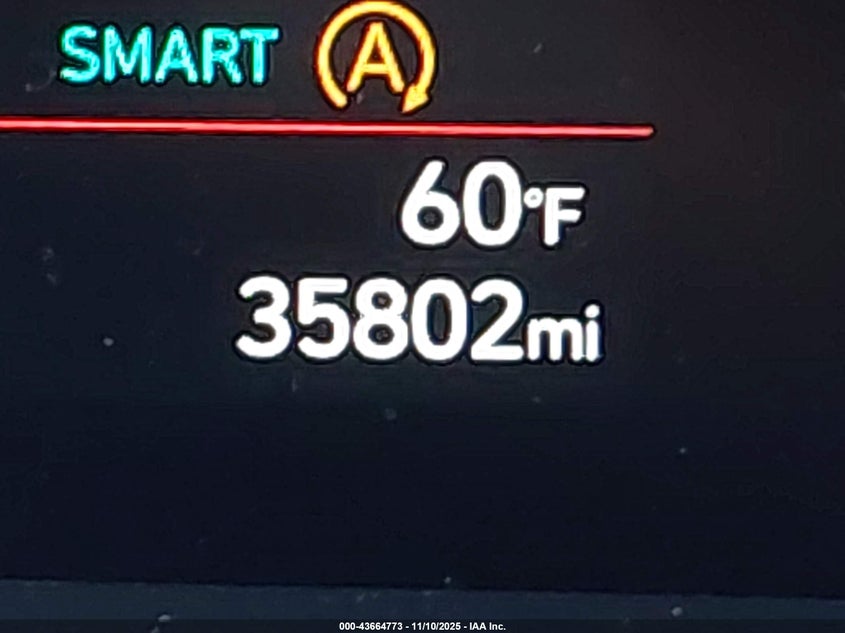 SMART A
60°F
35802mi
000-43664773 - 11/10/2025 - IAA Inc.